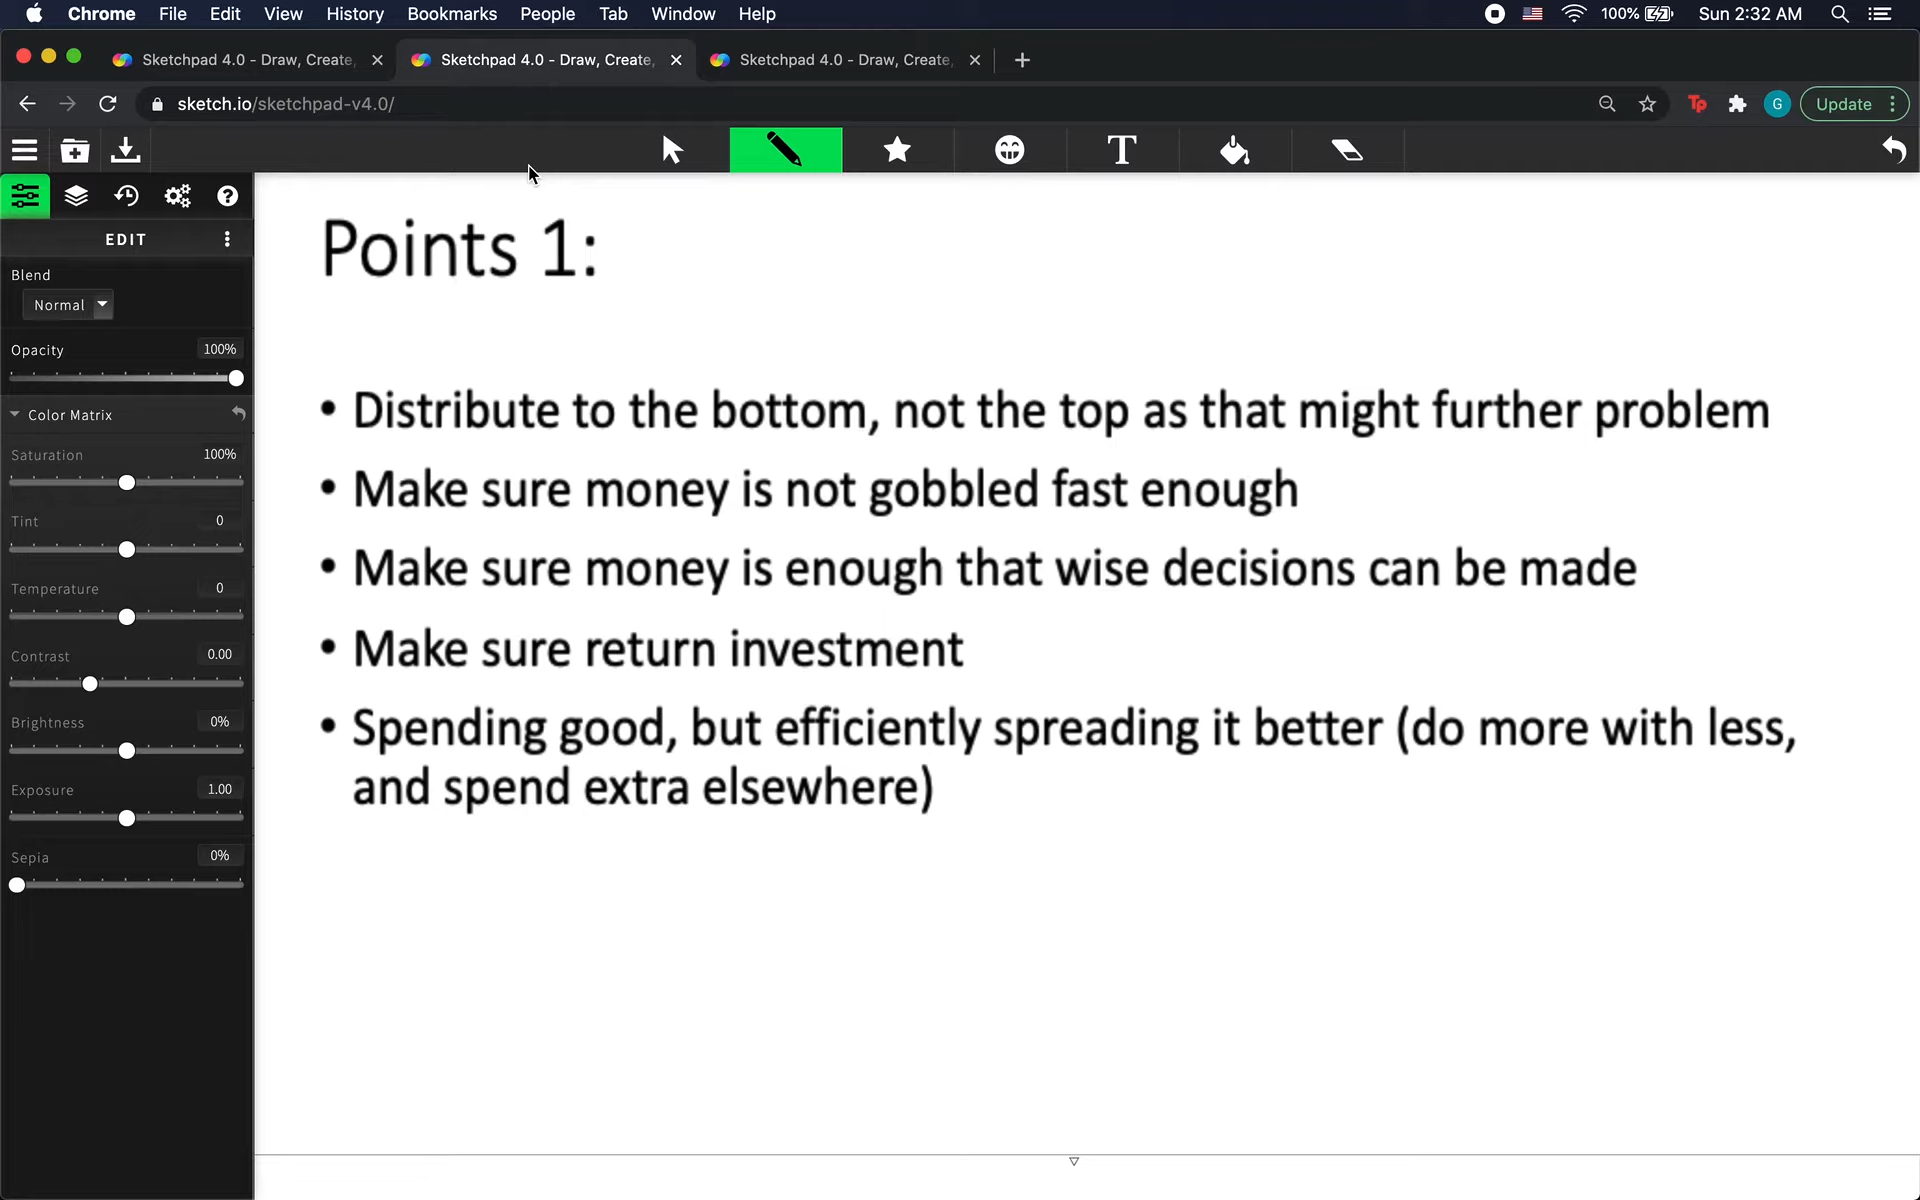 Chrome File Edit View History Bookmarks People Tab Window Help 100% Sun 2:32 AM
Sketchpad 4.0 - Draw, Create, Sketchpad 4.0 - Draw, Create, Sketchpad 4.0 - Draw, Create,
sketch.io/sketchpad-v4.0/ Tp G Update
T
EDIT
Blend
Normal
Opacity 100%
Color Matrix
Saturation 100%
Tint 0
Temperature 0
Contrast 0.00
Brightness 0%
Exposure 1.00
Sepia 0%
Points 1:
• Distribute to the bottom, not the top as that might further problem
• Make sure money is not gobbled fast enough
• Make sure money is enough that wise decisions can be made
• Make sure return investment
• Spending good, but efficiently spreading it better (do more with less,
and spend extra elsewhere)